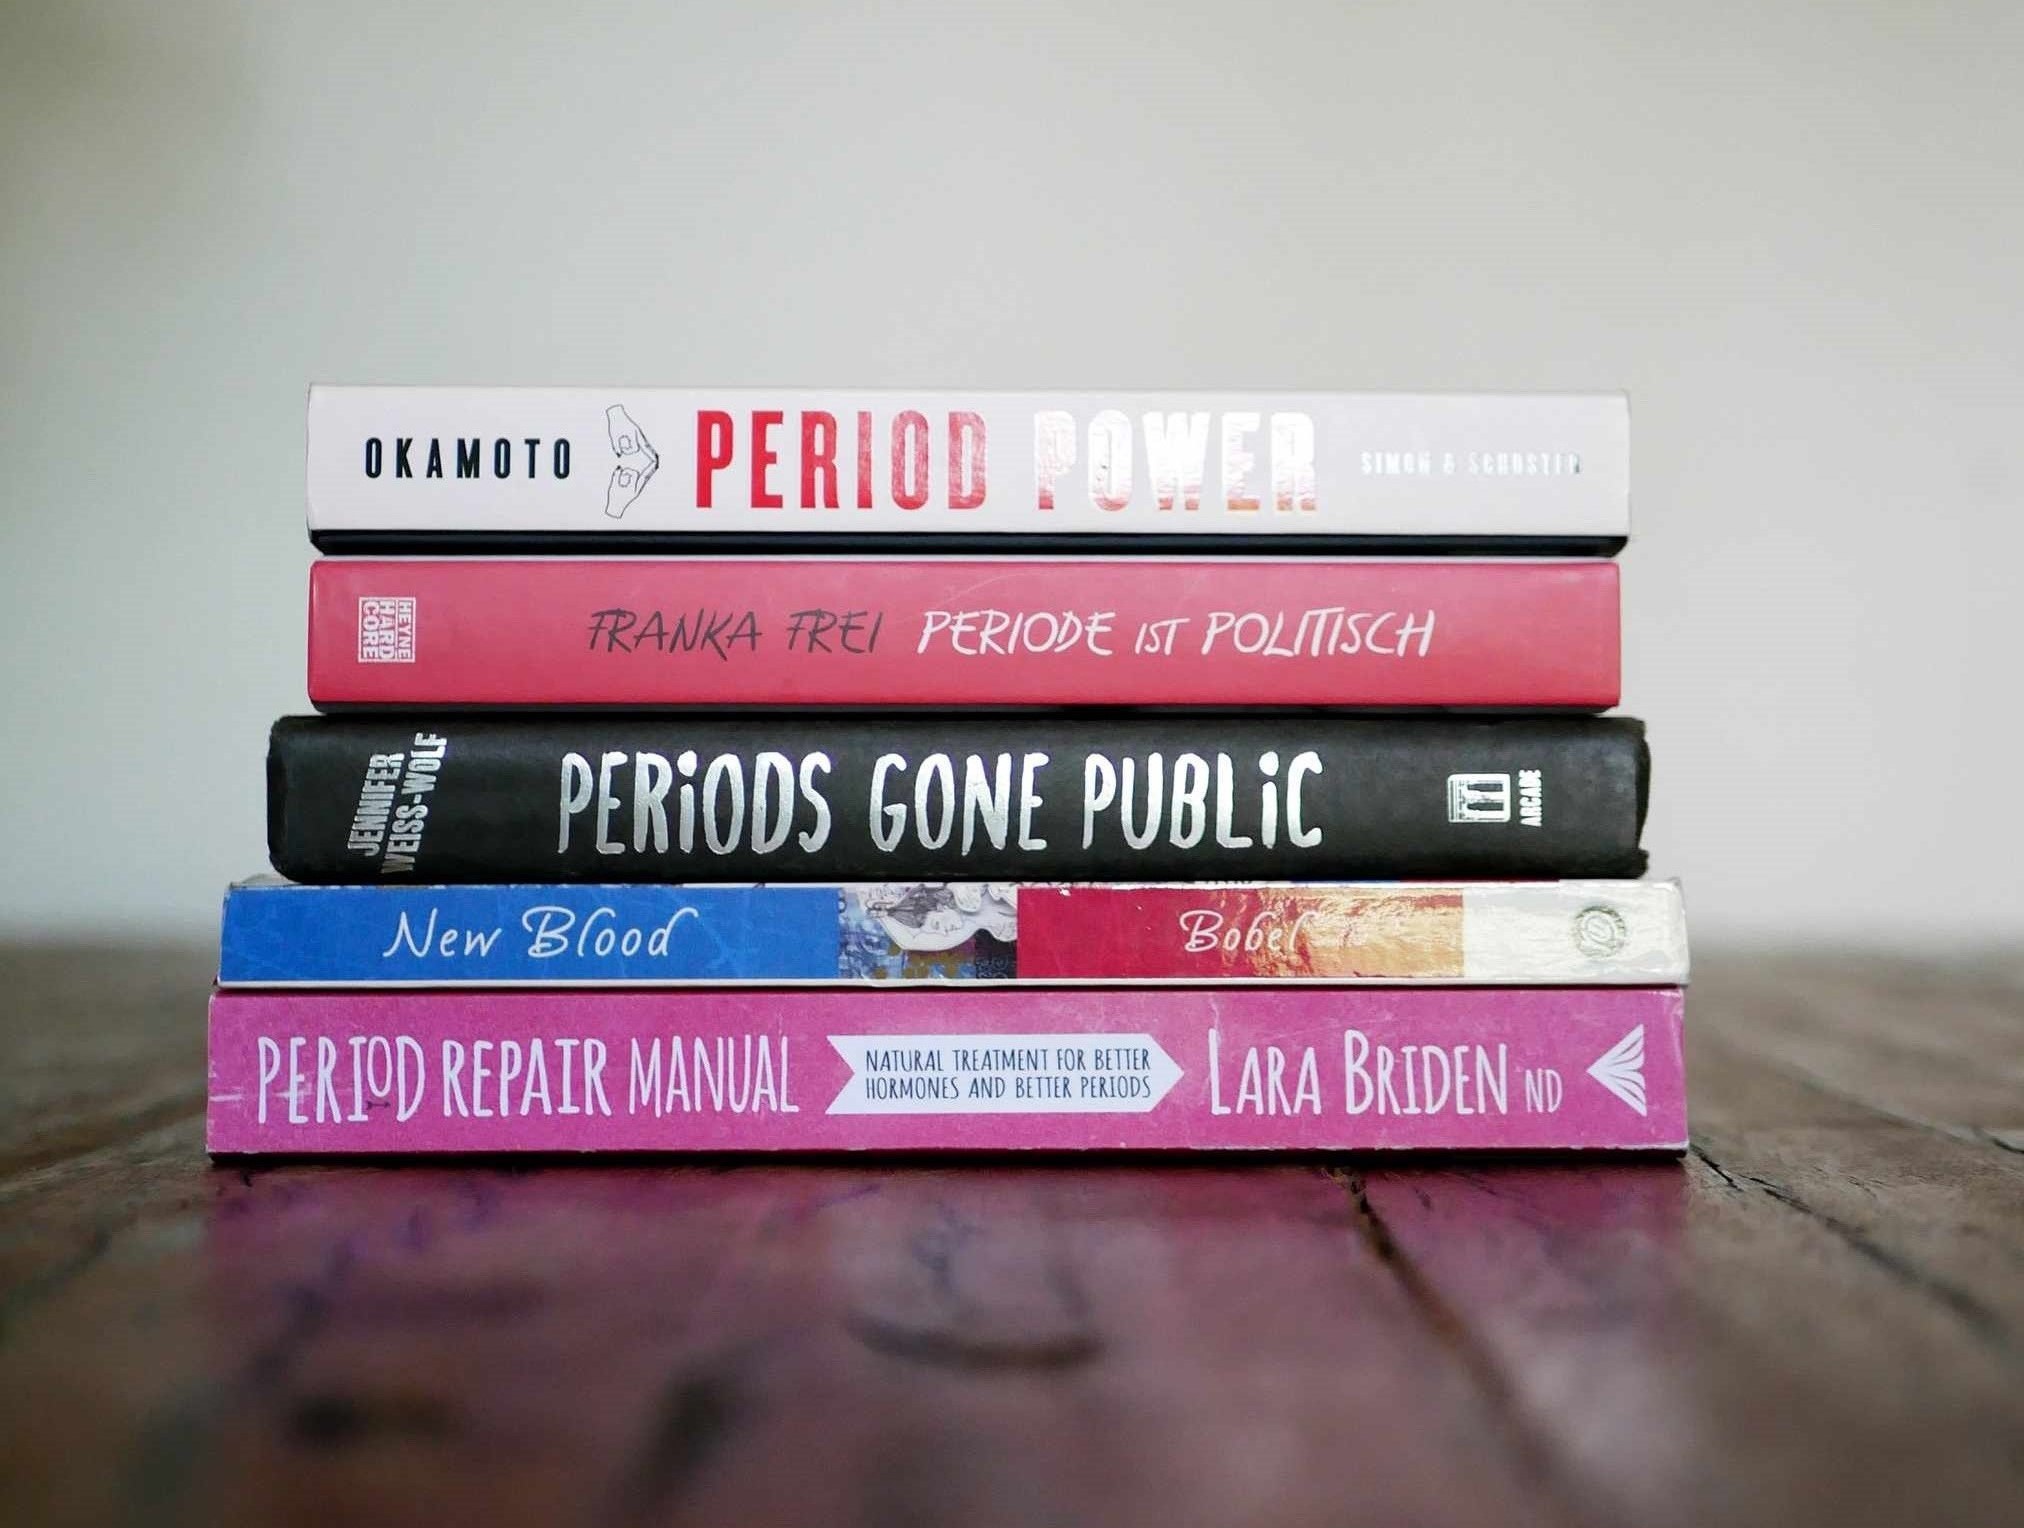 OKAMOTO PERIOD POWER SIMON & SCHUSTER
HEYNE
HARD
CORE
FRANKA FREI PERIODE IST POLITISCH
JENNIFER
WEISS-WOLF
PERiODS GONE PUBLiC
ARCADE
New Blood Bobel
PERIOD REPAIR MANUAL
NATURAL TREATMENT FOR BETTER
HORMONES AND BETTER PERIODS
LARA BRIDEN ND